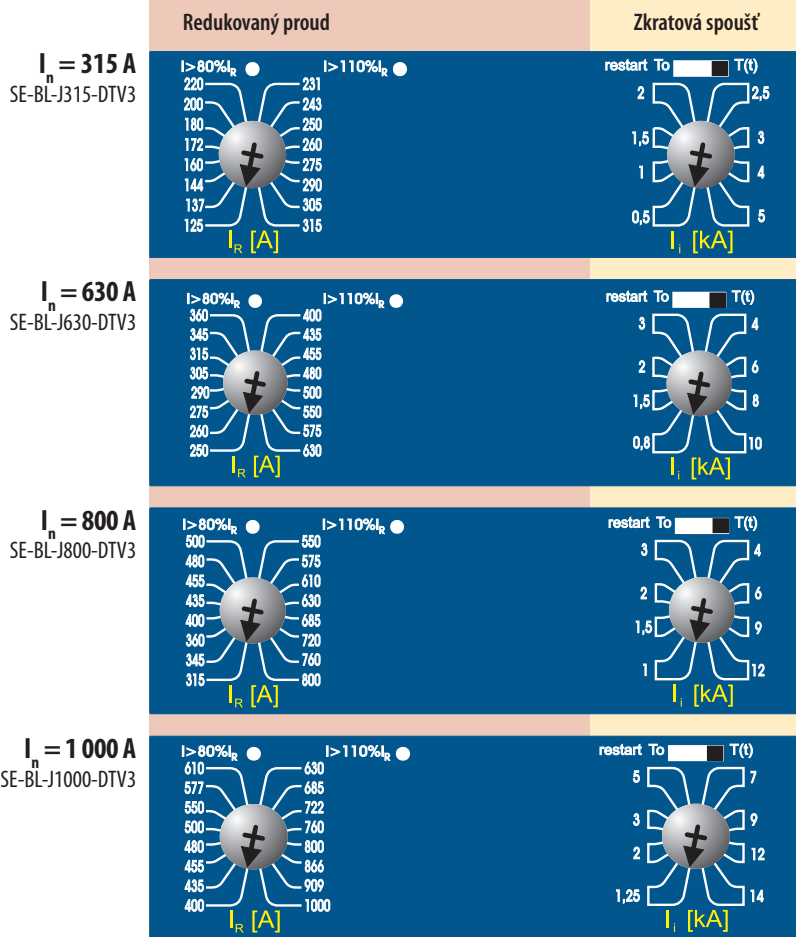 Redukovaný proud Zkratová spoušť
In = 315 A
SE-BL-J315-DTV3
I>80%IR I>110%IR restart To T(t)
220 231 2 2,5
200 243
180 250 1,5 3
172 260
160 275 1 4
144 290
137 305
125 315 0,5 5
IR [A] Ii [kA]
In = 630 A
SE-BL-J630-DTV3
I>80%IR I>110%IR restart To T(t)
360 400 3 4
345 435
315 455 2 6
305 480
290 500 1,5 8
275 550
260 575
250 630 0,8 10
IR [A] Ii [kA]
In = 800 A
SE-BL-J800-DTV3
I>80%IR I>110%IR restart To T(t)
500 550 3 4
480 575
455 610 2 6
435 630
400 685 1,5 9
360 720
345 760
315 800 1 12
IR [A] Ii [kA]
In = 1 000 A
SE-BL-J1000-DTV3
I>80%IR I>110%IR restart To T(t)
610 630 5 7
577 685
550 722 3 9
500 760
480 800 2 12
455 866
435 909
400 1000 1,25 14
IR [A] Ii [kA]